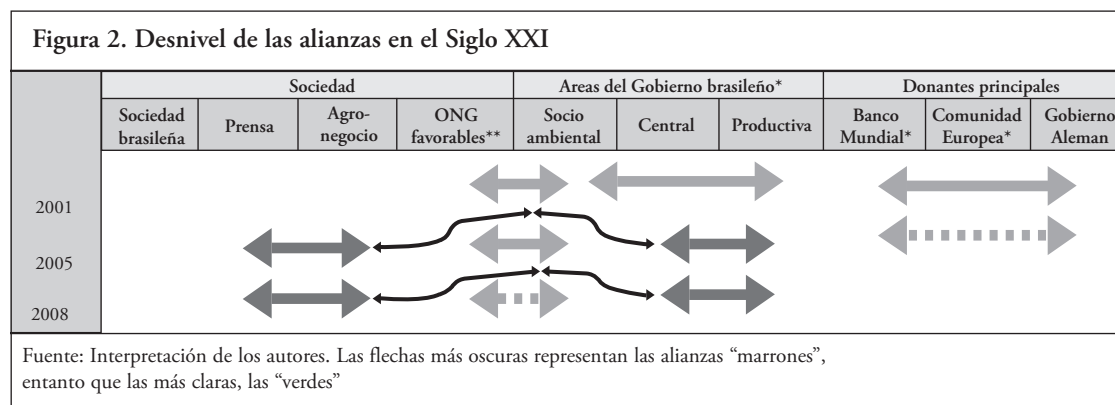 Figura 2. Desnivel de las alianzas en el Siglo XXI
Sociedad Areas del Gobierno brasileño* Donantes principales
Sociedad brasileña Prensa Agro-negocio ONG favorables** Socio ambiental Central Productiva Banco Mundial* Comunidad Europea* Gobierno Aleman
2001
2005
2008
Fuente: Interpretación de los autores. Las flechas más oscuras representan las alianzas “marrones”,
entanto que las más claras, las “verdes”